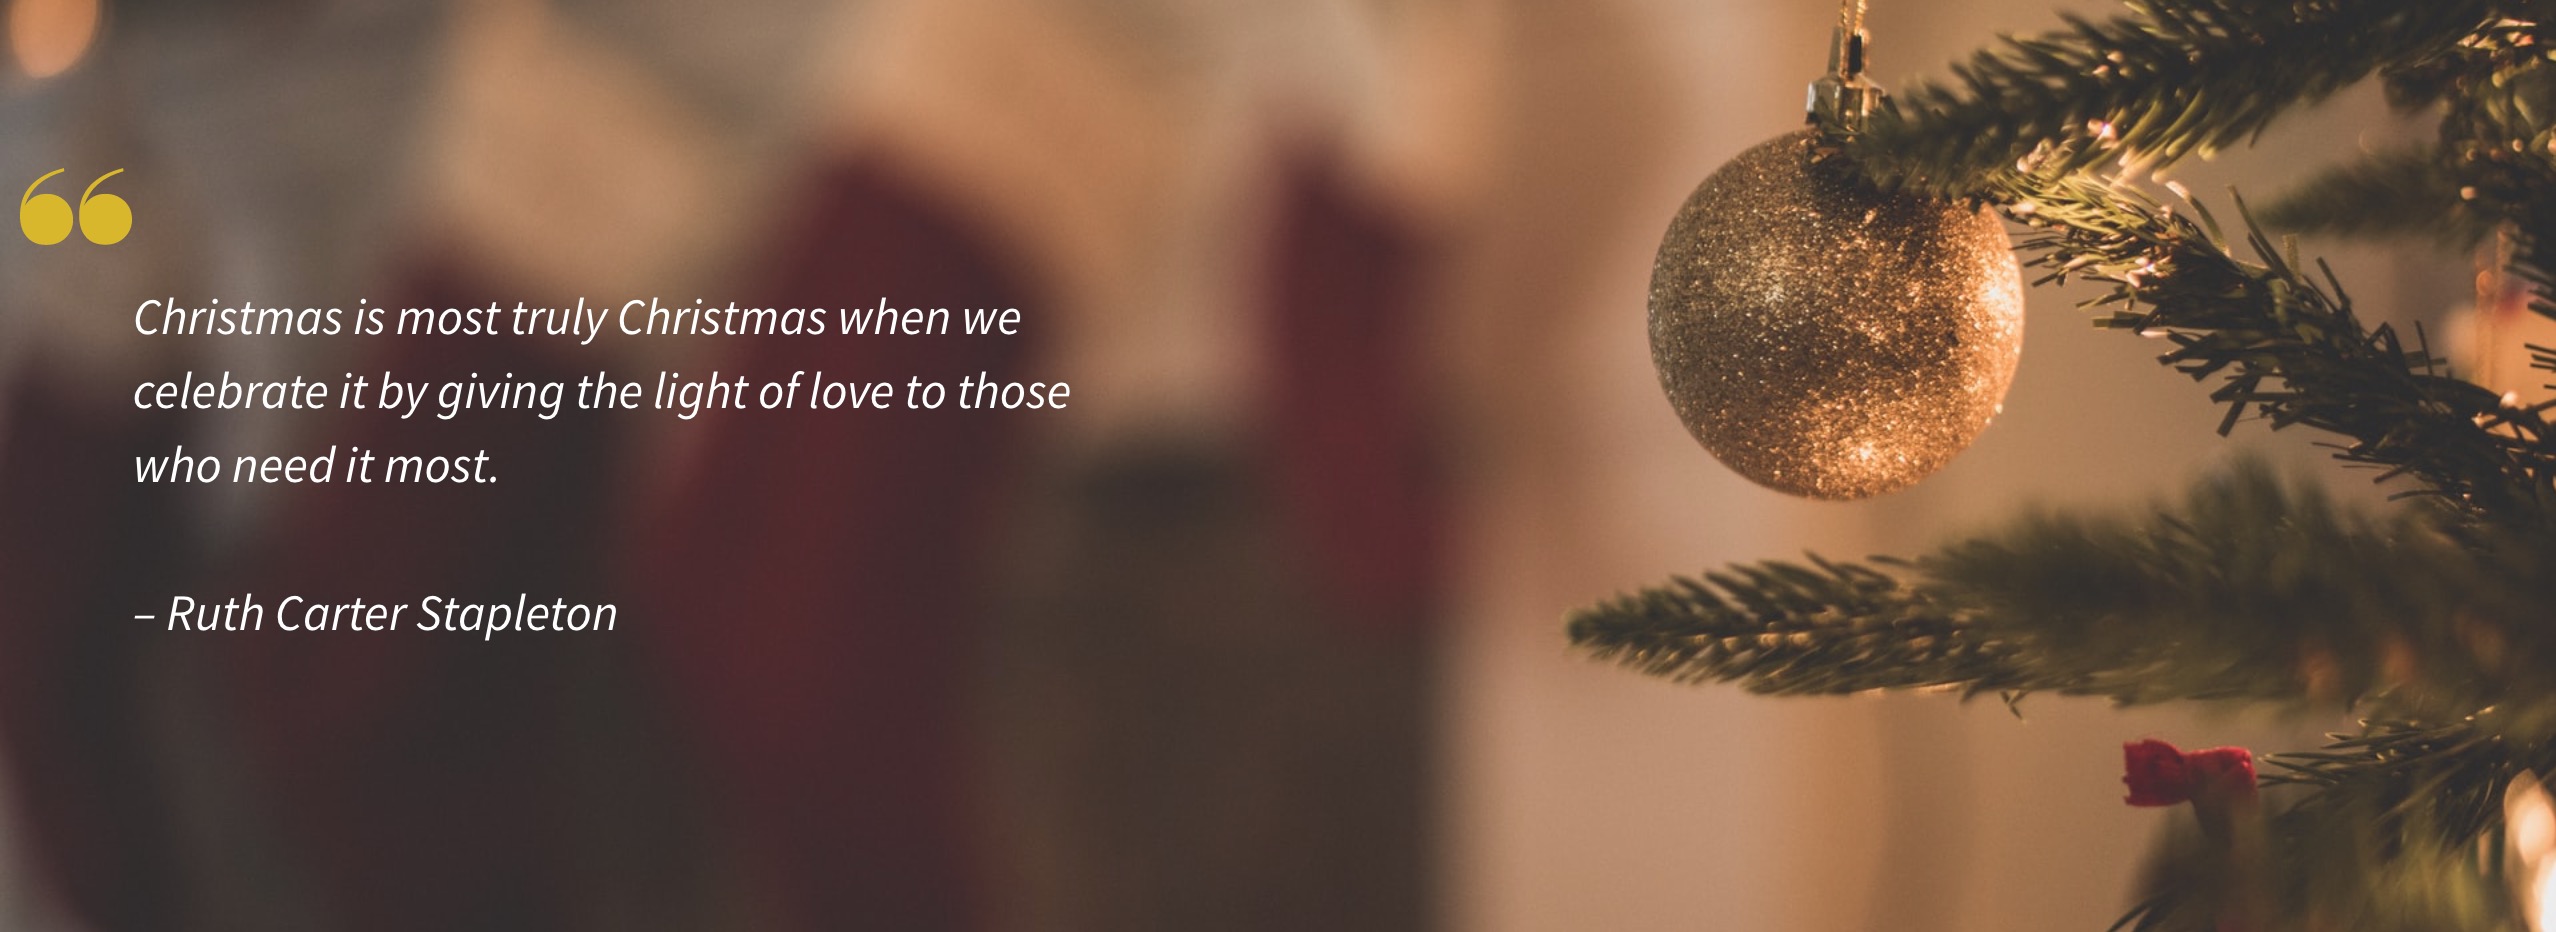 “
Christmas is most truly Christmas when we
celebrate it by giving the light of love to those
who need it most.
– Ruth Carter Stapleton